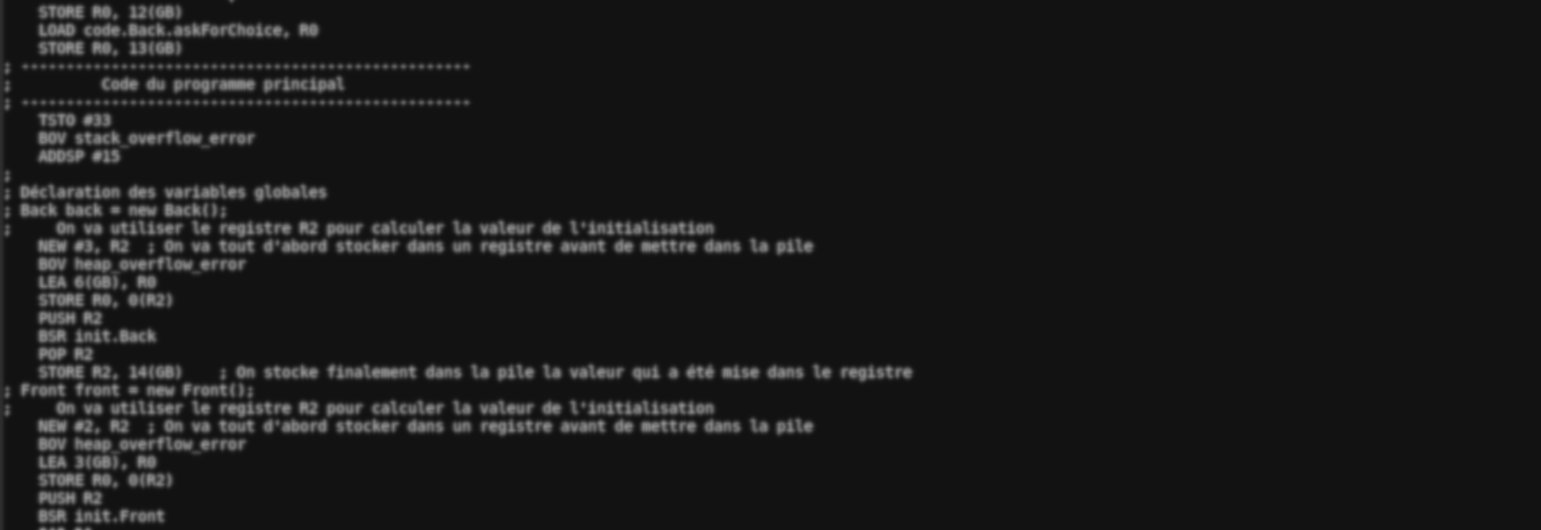 STORE R0, 12(GB)
LOAD code.Back.askForChoice, R0
STORE R0, 13(GB)
; --------------------------------------------------
;          Code du programme principal
; --------------------------------------------------
TSTO #33
BOV stack_overflow_error
ADDSP #15
;
; Déclaration des variables globales
; Back back = new Back();
;     On va utiliser le registre R2 pour calculer la valeur de l'initialisation
NEW #3, R2  ; On va tout d'abord stocker dans un registre avant de mettre dans la pile
BOV heap_overflow_error
LEA 6(GB), R0
STORE R0, 0(R2)
PUSH R2
BSR init.Back
POP R2
STORE R2, 14(GB)    ; On stocke finalement dans la pile la valeur qui a été mise dans le registre
; Front front = new Front();
;     On va utiliser le registre R2 pour calculer la valeur de l'initialisation
NEW #2, R2  ; On va tout d'abord stocker dans un registre avant de mettre dans la pile
BOV heap_overflow_error
LEA 3(GB), R0
STORE R0, 0(R2)
PUSH R2
BSR init.Front